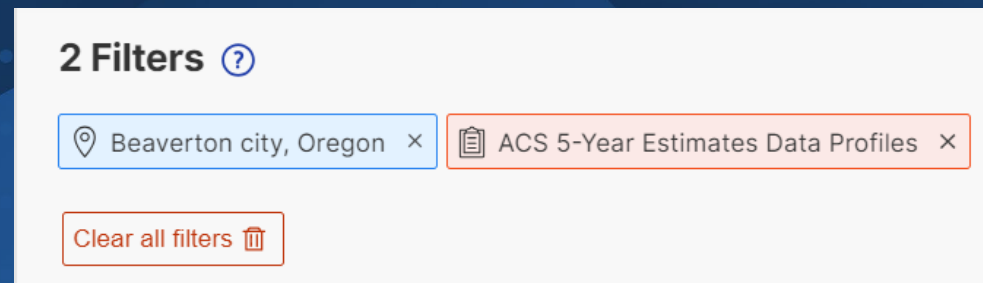 2 Filters ?
Beaverton city, Oregon × ACS 5-Year Estimates Data Profiles ×
Clear all filters